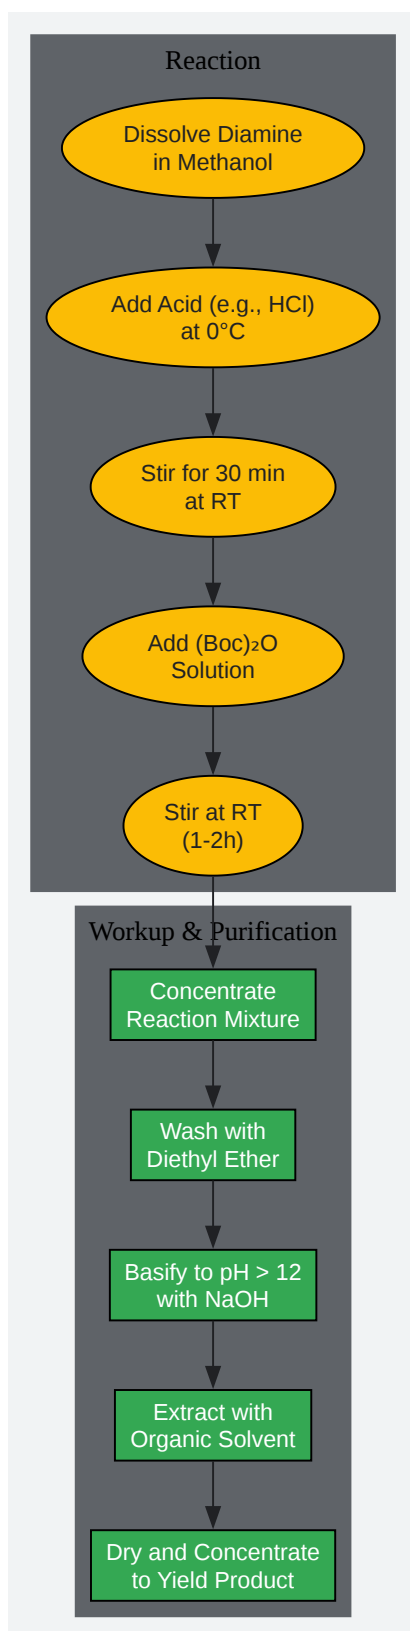 Reaction
Dissolve Diamine
in Methanol
Add Acid (e.g., HCl)
at 0°C
Stir for 30 min
at RT
Add (Boc)₂O
Solution
Stir at RT
(1-2h)
Workup & Purification
Concentrate
Reaction Mixture
Wash with
Diethyl Ether
Basify to pH > 12
with NaOH
Extract with
Organic Solvent
Dry and Concentrate
to Yield Product